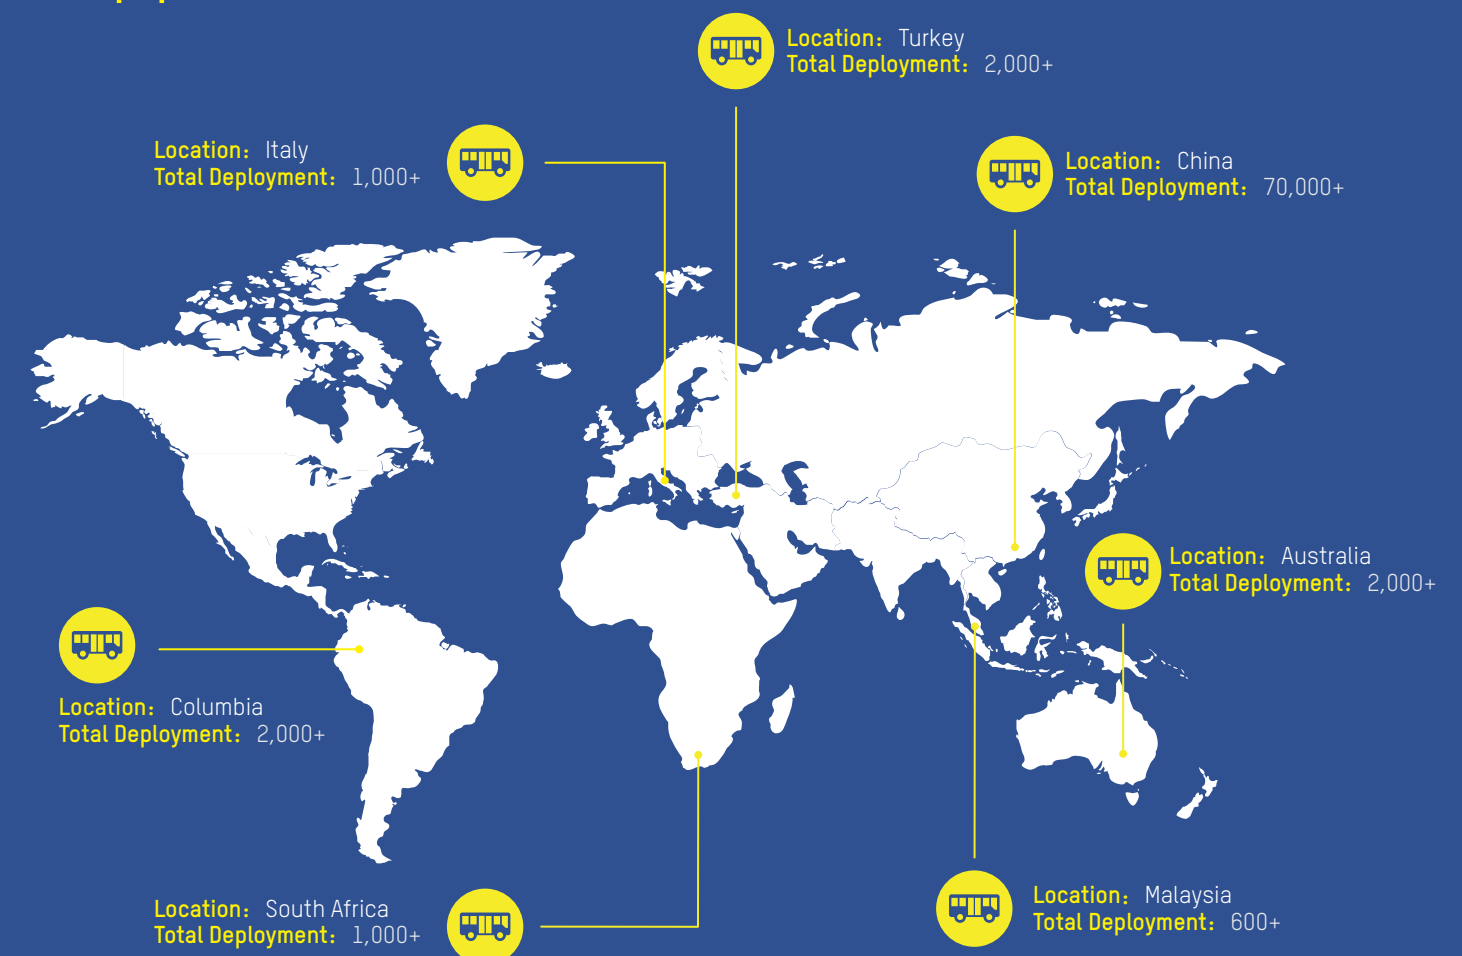 Location: Turkey
Total Deployment: 2,000+
Location: Italy
Total Deployment: 1,000+
Location: China
Total Deployment: 70,000+
Location: Australia
Total Deployment: 2,000+
Location: Columbia
Total Deployment: 2,000+
Location: Malaysia
Total Deployment: 600+
Location: South Africa
Total Deployment: 1,000+